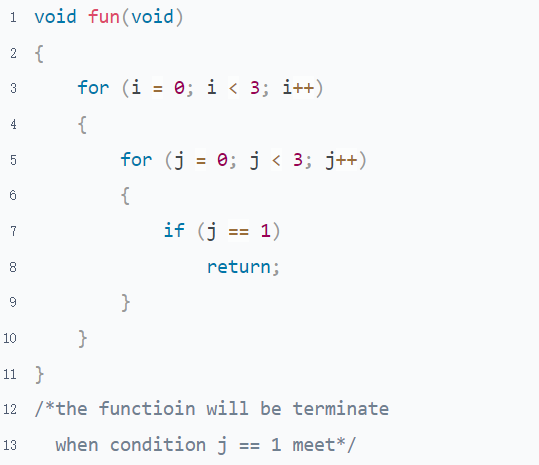 1 void fun(void)
2 {
3     for (i = 0; i < 3; i++)
4     {
5         for (j = 0; j < 3; j++)
6         {
7             if (j == 1)
8                 return;
9         }
10     }
11 }
12 /*the functioin will be terminate
13   when condition j == 1 meet*/